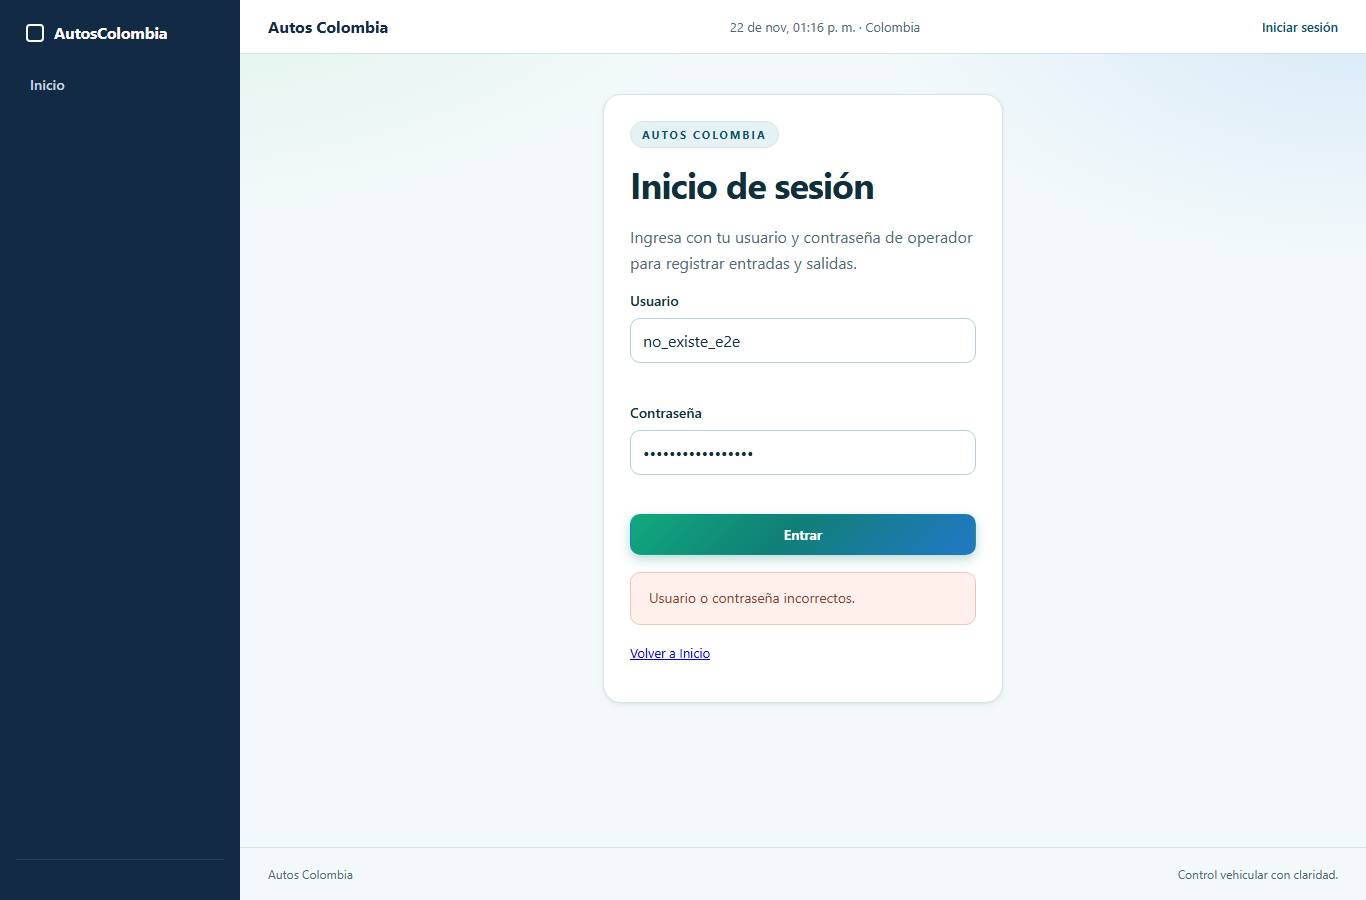 AutosColombia
Inicio
Autos Colombia
22 de nov, 01:16 p. m. · Colombia
Iniciar sesión
AUTOS COLOMBIA
Inicio de sesión
Ingresa con tu usuario y contraseña de operador
para registrar entradas y salidas.
Usuario
no_existe_e2e
Contraseña
•••••••••••••••••
Entrar
Usuario o contraseña incorrectos.
Volver a Inicio
Autos Colombia
Control vehicular con claridad.